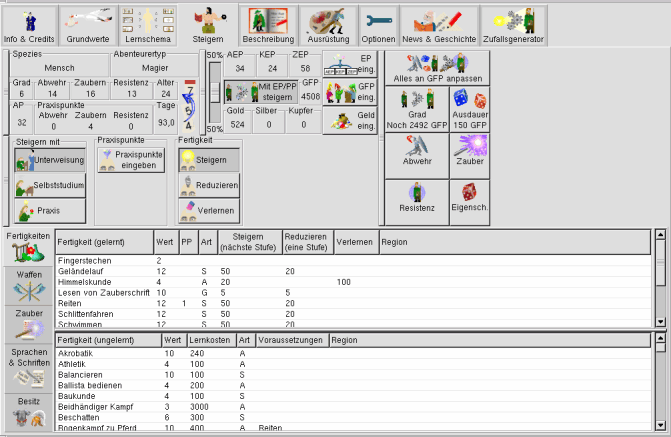 Info & Credits Grundwerte Lernschema Steigern Beschreibung Ausrüstung Optionen News & Geschichte Zufallsgenerator
Spezies Abenteuertyp
Mensch Magier
Grad Abwehr Zaubern Resistenz Alter
6 14 16 13 24
AP Praxispunkte Tage
Abwehr Zaubern Resistenz
32 0 4 0 93,0
7
5
4
50%
50%
AEP KEP ZEP
34 24 58
EP eing.
Mit EP/PP steigern
GFP
4508
GFP eing.
Gold Silber Kupfer
524 0 0
Geld eing.
Alles an GFP anpassen
Grad
Noch 2492 GFP
Ausdauer
150 GFP
Abwehr Zauber
Resistenz Eigensch.
Steigern mit
Unterweisung
Selbststudium
Praxis
Praxispunkte
Praxispunkte eingeben
Fertigkeit
Steigern
Reduzieren
Verlernen
Fertigkeiten
Waffen
Zauber
Sprachen
& Schriften
Besitz
Fertigkeit (gelernt) Wert PP Art Steigern (nächste Stufe) Reduzieren (eine Stufe) Verlernen Region
Fingerstechen 2
Geländelauf 12 S 50 20
Himmelskunde 4 A 20 100
Lesen von Zauberschrift 10 G 5 5
Reiten 12 1 S 50 20
Schlittenfahren 12 S 50 20
Schwimmen 12 S 50 20
Fertigkeit (ungelernt) Wert Lernkosten Art Voraussetzungen Region
Akrobatik 10 240 A
Athletik 4 100 A
Balancieren 10 100 S
Ballista bedienen 4 200 A
Baukunde 4 100 S
Beidhändiger Kampf 3 3000 A
Beschatten 6 300 S
Bogenkampf zu Pferd 10 400 A Reiten